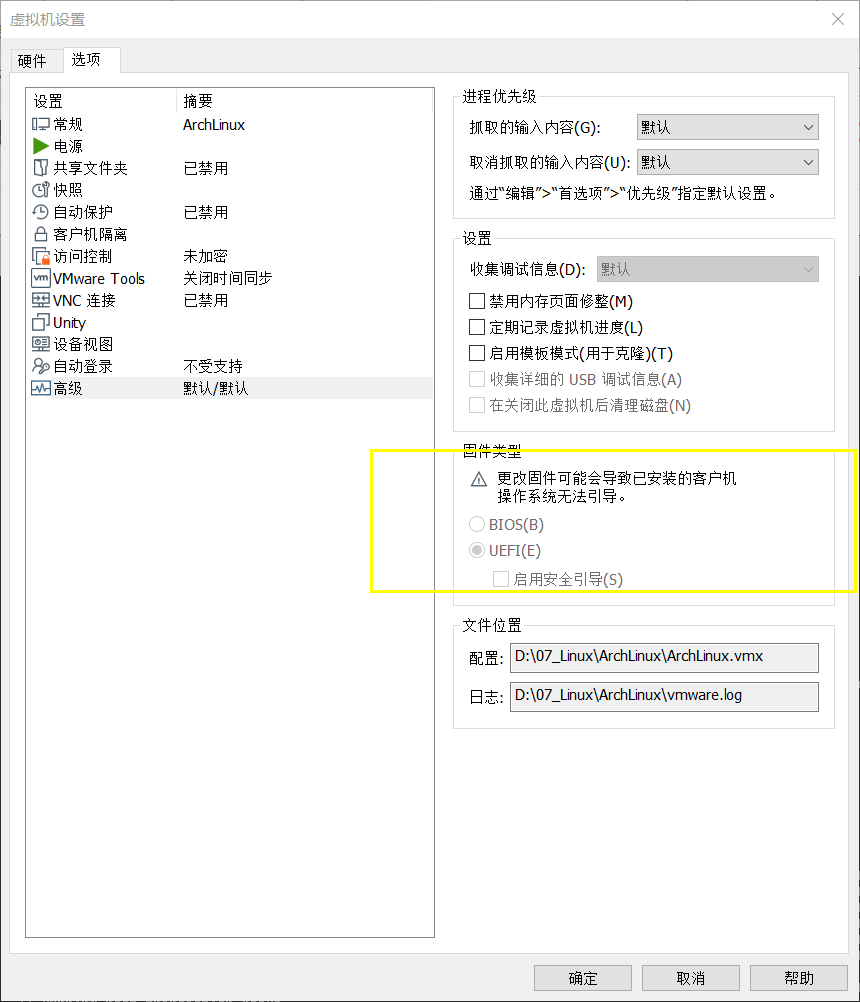 虚拟机设置
硬件 选项
设置 摘要
常规 ArchLinux
电源
共享文件夹 已禁用
快照
自动保护 已禁用
客户机隔离
访问控制 未加密
VMware Tools 关闭时间同步
VNC 连接 已禁用
Unity
设备视图
自动登录 不受支持
高级 默认/默认
进程优先级
抓取的输入内容(G): 默认
取消抓取的输入内容(U): 默认
通过“编辑”>“首选项”>“优先级”指定默认设置。
设置
收集调试信息(D): 默认
禁用内存页面修整(M)
定期记录虚拟机进度(L)
启用模板模式(用于克隆)(T)
收集详细的 USB 调试信息(A)
在关闭此虚拟机后清理磁盘(N)
固件类型
更改固件可能会导致已安装的客户机
操作系统无法引导。
BIOS(B)
UEFI(E)
启用安全引导(S)
文件位置
配置: D:\07_Linux\ArchLinux\ArchLinux.vmx
日志: D:\07_Linux\ArchLinux\vmware.log
确定 取消 帮助